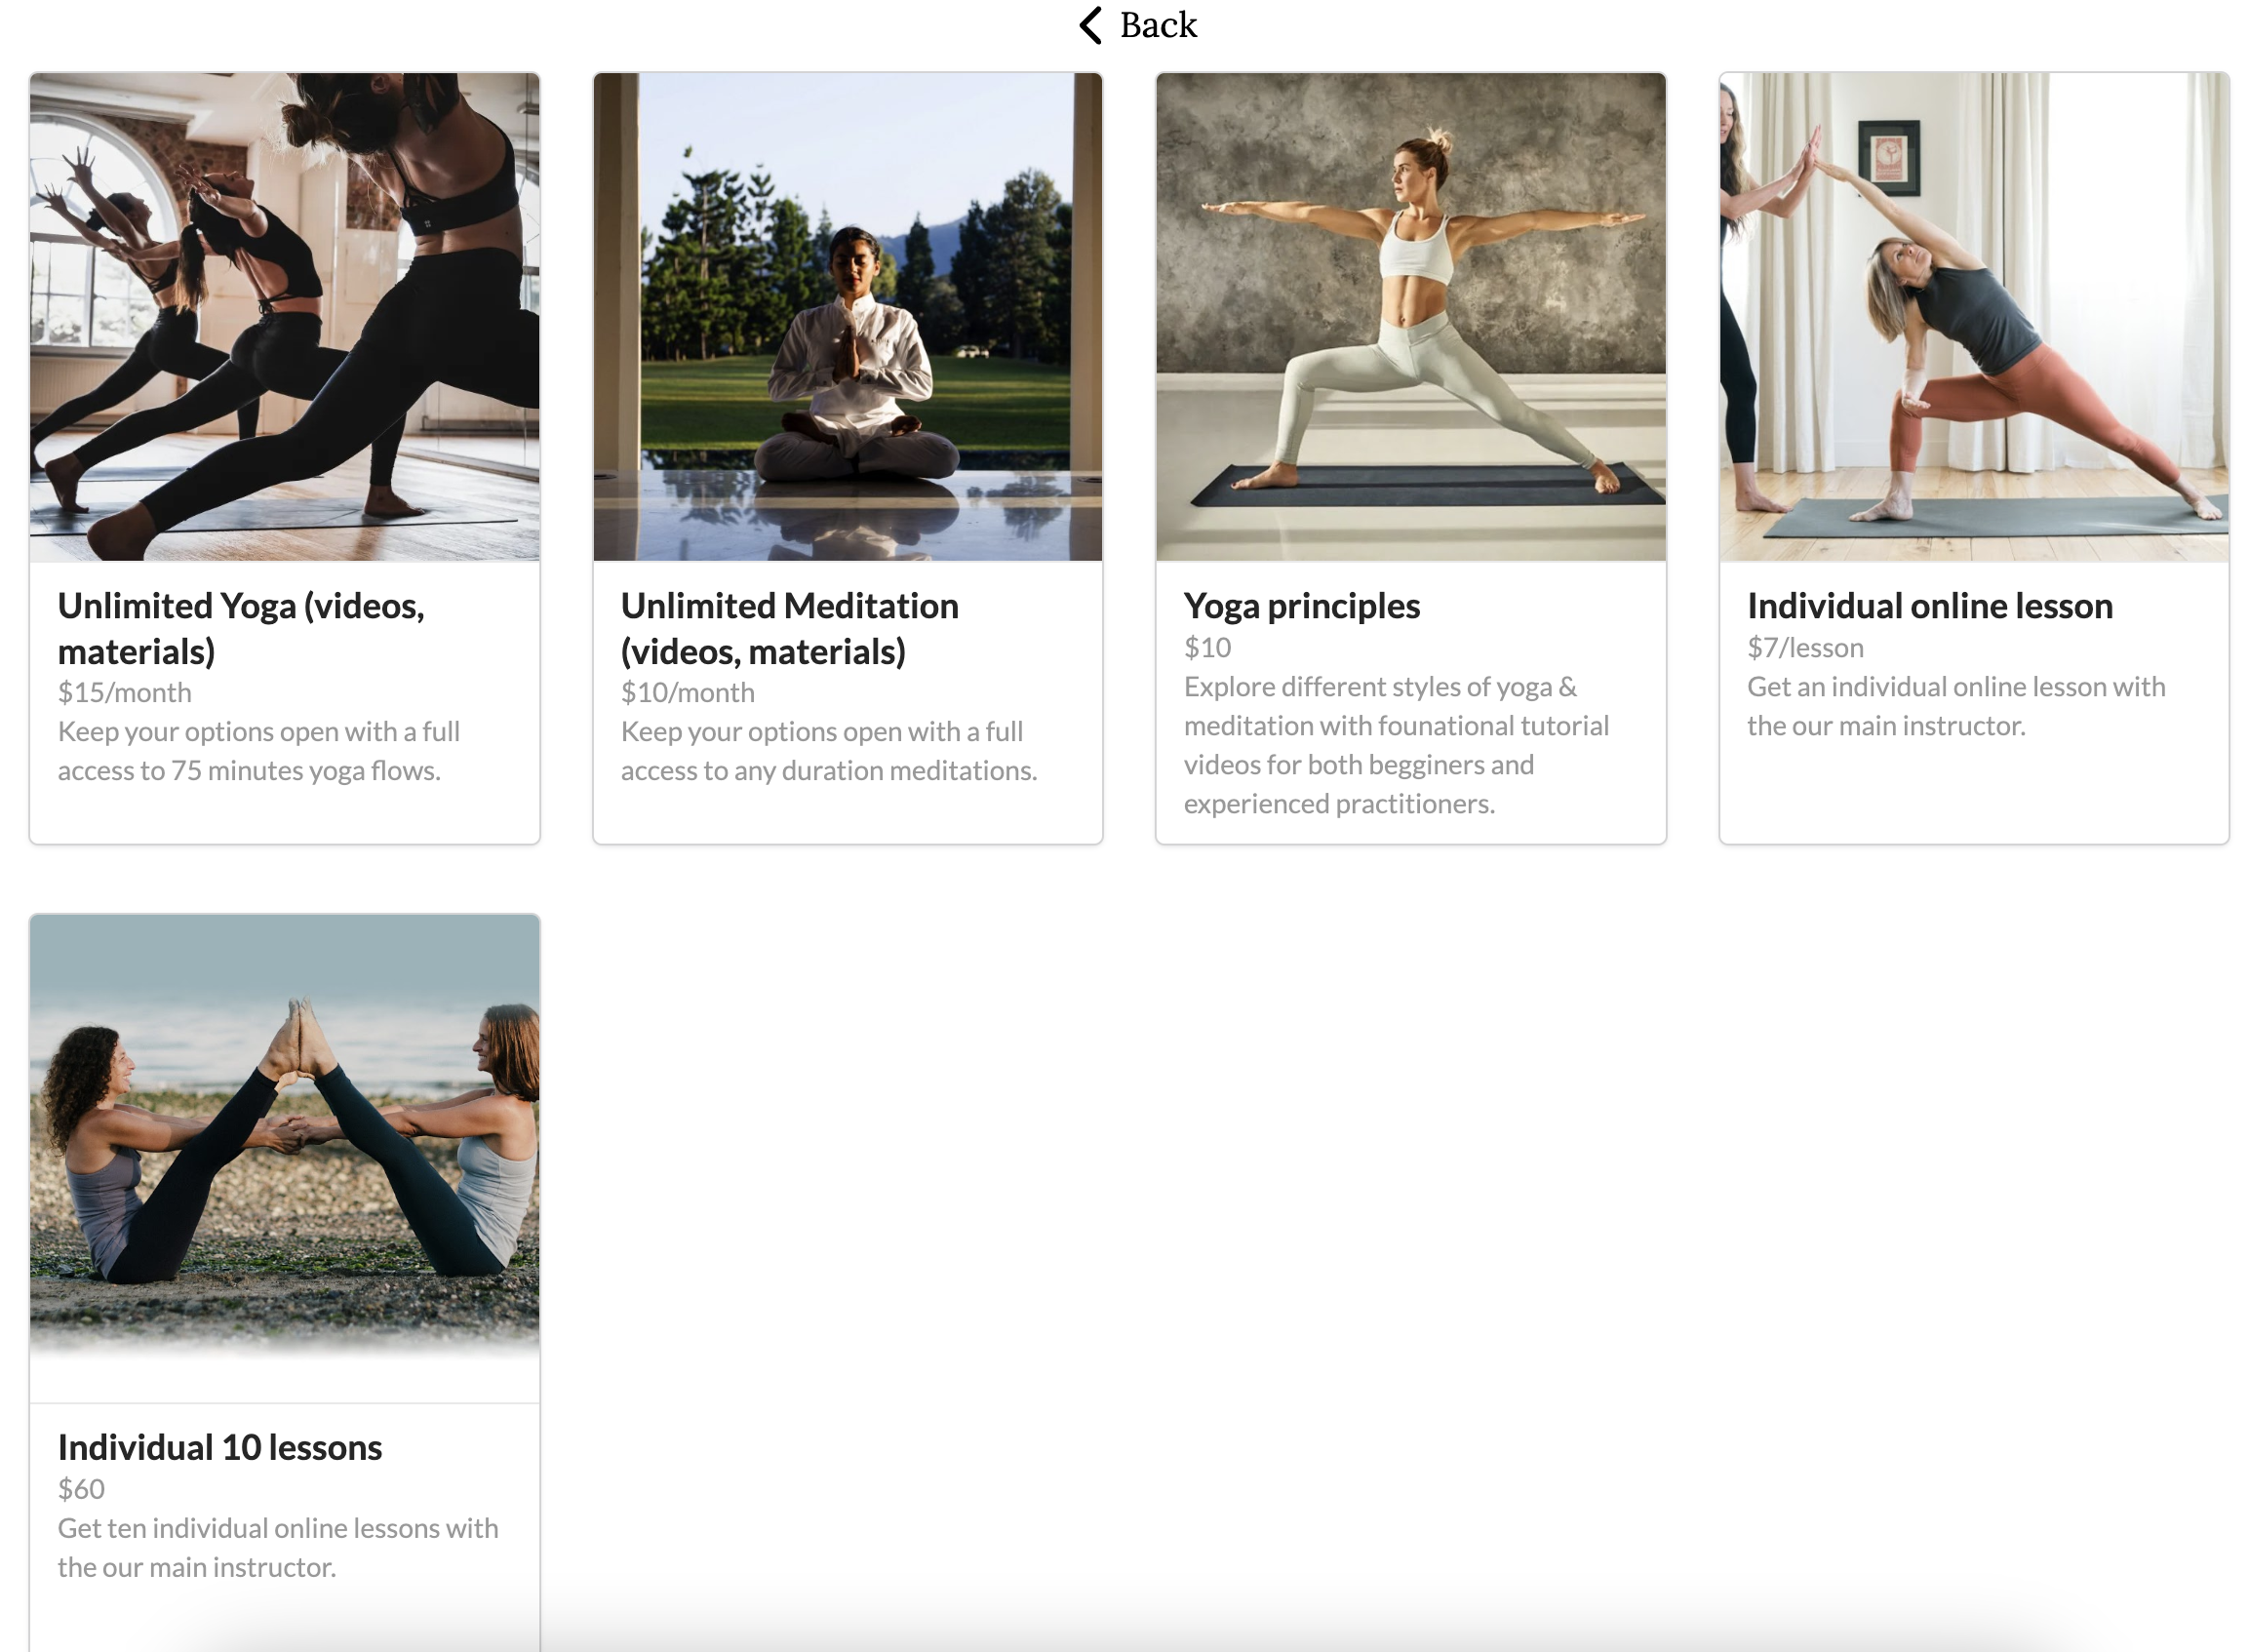 Back
Unlimited Yoga (videos,
materials)
$15/month
Keep your options open with a full
access to 75 minutes yoga flows.
Unlimited Meditation
(videos, materials)
$10/month
Keep your options open with a full
access to any duration meditations.
Yoga principles
$10
Explore different styles of yoga &
meditation with founational tutorial
videos for both begginers and
experienced practitioners.
Individual online lesson
$7/lesson
Get an individual online lesson with
the our main instructor.
Individual 10 lessons
$60
Get ten individual online lessons with
the our main instructor.